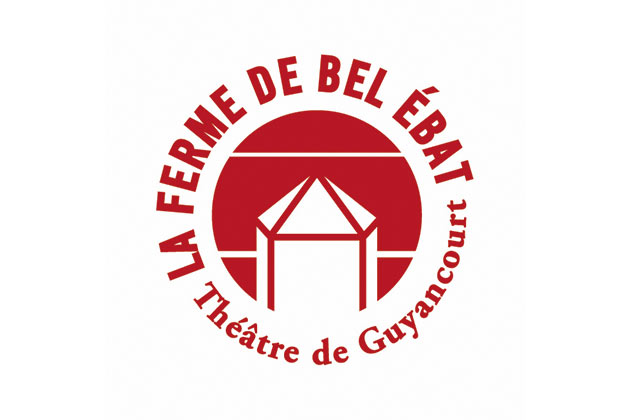 LA FERME DE BEL ÉBAT
Théâtre de Guyancourt